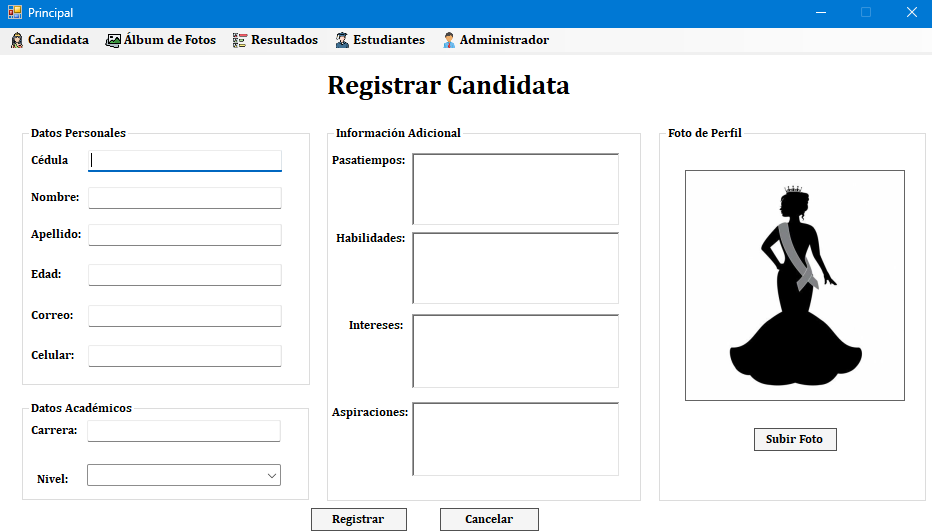 Principal
Candidata Álbum de Fotos Resultados Estudiantes Administrador
Registrar Candidata
Datos Personales
Cédula
Nombre:
Apellido:
Edad:
Correo:
Celular:
Datos Académicos
Carrera:
Nivel:
Información Adicional
Pasatiempos:
Habilidades:
Intereses:
Aspiraciones:
Foto de Perfil
Subir Foto
Registrar
Cancelar